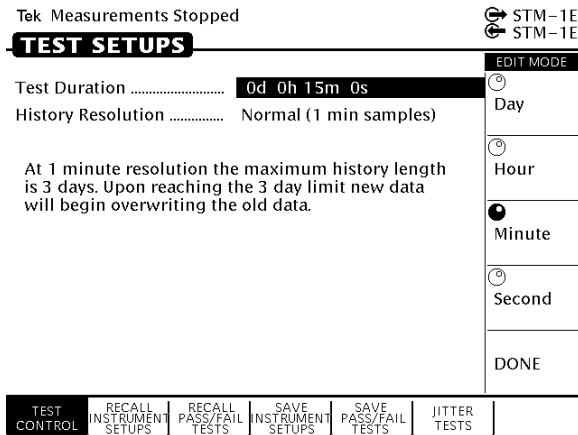 Tek Measurements Stopped
STM–1E
STM–1E
TEST SETUPS
EDIT MODE
Test Duration .......................... 0d 0h 15m 0s
History Resolution ............... Normal (1 min samples)
At 1 minute resolution the maximum history length
is 3 days. Upon reaching the 3 day limit new data
will begin overwriting the old data.
Day
Hour
Minute
Second
DONE
TEST
CONTROL
RECALL
INSTRUMENT
SETUPS
RECALL
PASS/FAIL
TESTS
SAVE
INSTRUMENT
SETUPS
SAVE
PASS/FAIL
TESTS
JITTER
TESTS